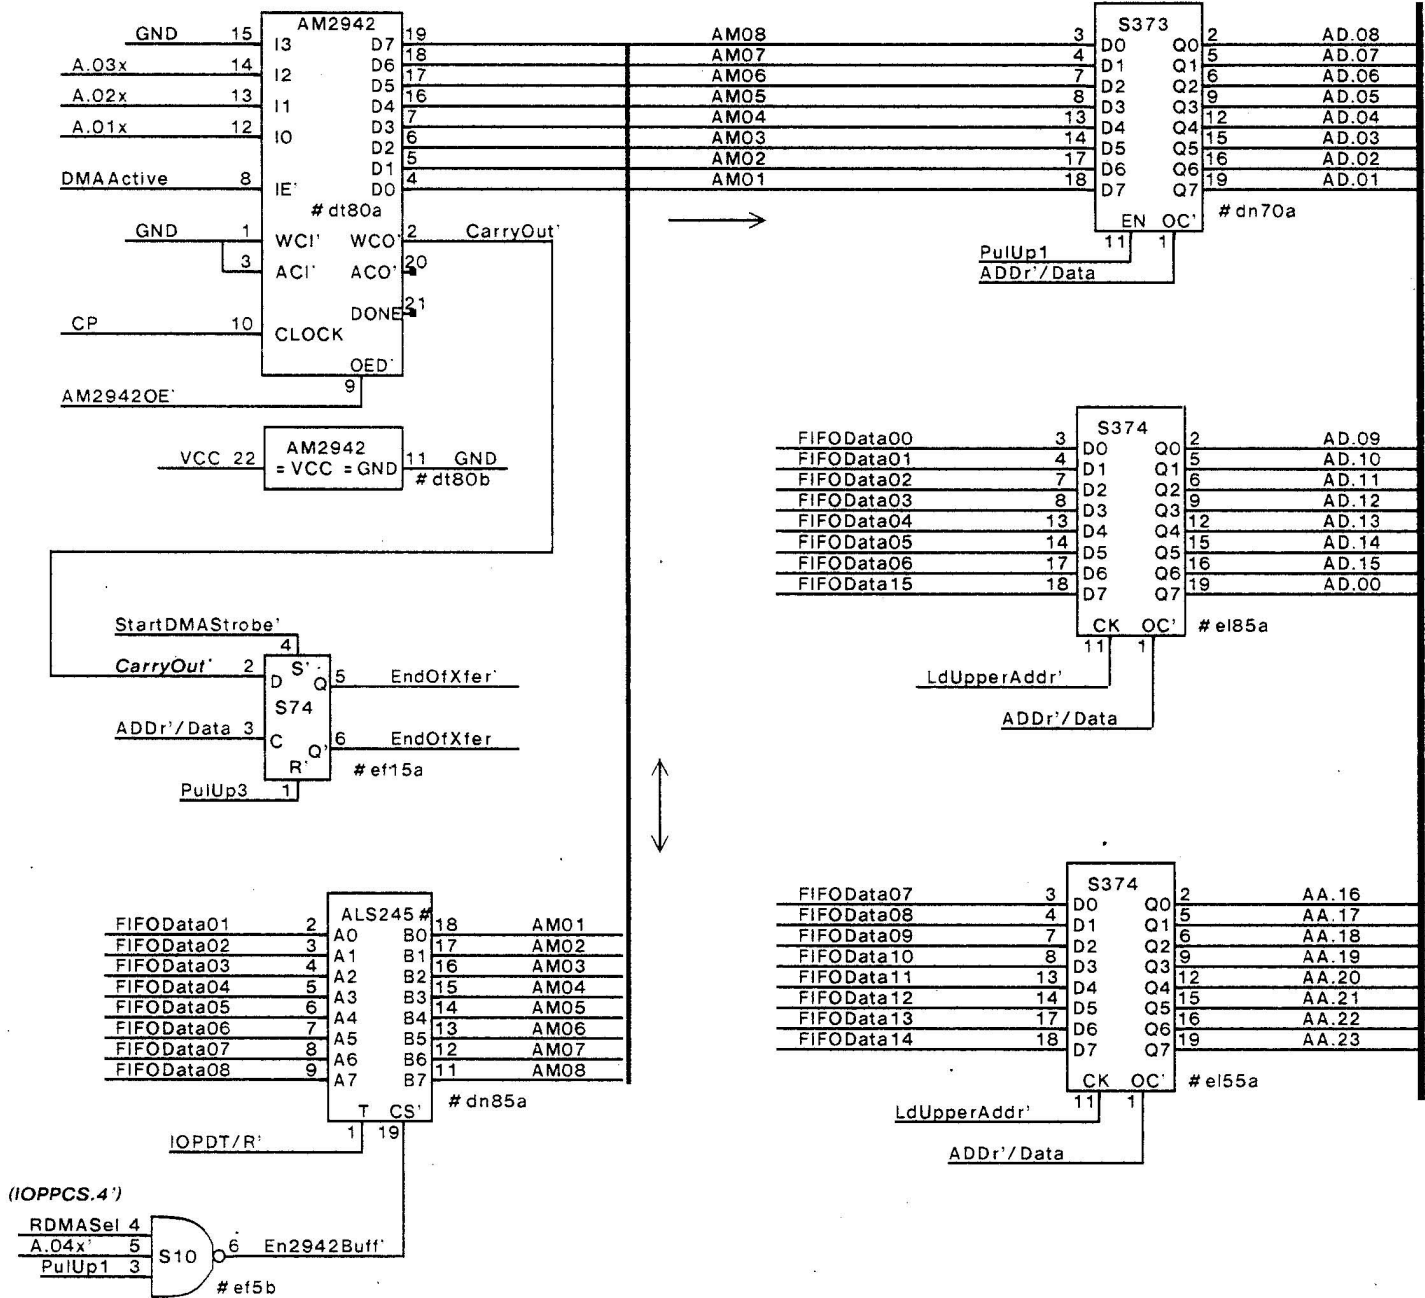 AM2942
GND 15 I3 D7 19 AM08
A.03x 14 I2 D6 18 AM07
D5 17 AM06
A.02x 13 I1 D4 16 AM05
D3 7 AM04
A.01x 12 I0 D2 6 AM03
D1 5 AM02
DMAActive 8 IE' D0 4 AM01
#dt80a
GND 1 WCI' WCO' 2 CarryOut'
3 ACI' ACO' 20
DONE 21
CP 10 CLOCK
OED'
9
AM2942OE'
S373
3 D0 Q0 2 AD.08
4 D1 Q1 5 AD.07
7 D2 Q2 6 AD.06
8 D3 Q3 9 AD.05
13 D4 Q4 12 AD.04
14 D5 Q5 15 AD.03
17 D6 Q6 16 AD.02
18 D7 Q7 19 AD.01
EN OC' #dn70a
11 1
PulUp1
ADDr'/Data
AM2942
VCC 22 = VCC = GND 11 GND
#dt80b
S374
FIFOData00 3 D0 Q0 2 AD.09
FIFOData01 4 D1 Q1 5 AD.10
FIFOData02 7 D2 Q2 6 AD.11
FIFOData03 8 D3 Q3 9 AD.12
FIFOData04 13 D4 Q4 12 AD.13
FIFOData05 14 D5 Q5 15 AD.14
FIFOData06 17 D6 Q6 16 AD.15
FIFOData15 18 D7 Q7 19 AD.00
CK OC' #el85a
11 1
LdUpperAddr'
ADDr'/Data
StartDMAStrobe'
4
CarryOut' 2 D S' Q 5 EndOfXfer'
S74
ADDr'/Data 3 C Q' 6 EndOfXfer
R' #ef15a
PulUp3 1
ALS245 #
FIFOData01 2 A0 B0 18 AM01
FIFOData02 3 A1 B1 17 AM02
FIFOData03 4 A2 B2 16 AM03
FIFOData04 5 A3 B3 15 AM04
FIFOData05 6 A4 B4 14 AM05
FIFOData06 7 A5 B5 13 AM06
FIFOData07 8 A6 B6 12 AM07
FIFOData08 9 A7 B7 11 AM08
T CS' #dn85a
1 19
IOPDT/R'
S374
FIFOData07 3 D0 Q0 2 AA.16
FIFOData08 4 D1 Q1 5 AA.17
FIFOData09 7 D2 Q2 6 AA.18
FIFOData10 8 D3 Q3 9 AA.19
FIFOData11 13 D4 Q4 12 AA.20
FIFOData12 14 D5 Q5 15 AA.21
FIFOData13 17 D6 Q6 16 AA.22
FIFOData14 18 D7 Q7 19 AA.23
CK OC' #el55a
11 1
LdUpperAddr'
ADDr'/Data
(IOPPCS.4')
RDMASel 4
A.04x' 5 S10 6 En2942Buff'
PulUp1 3
#ef5b